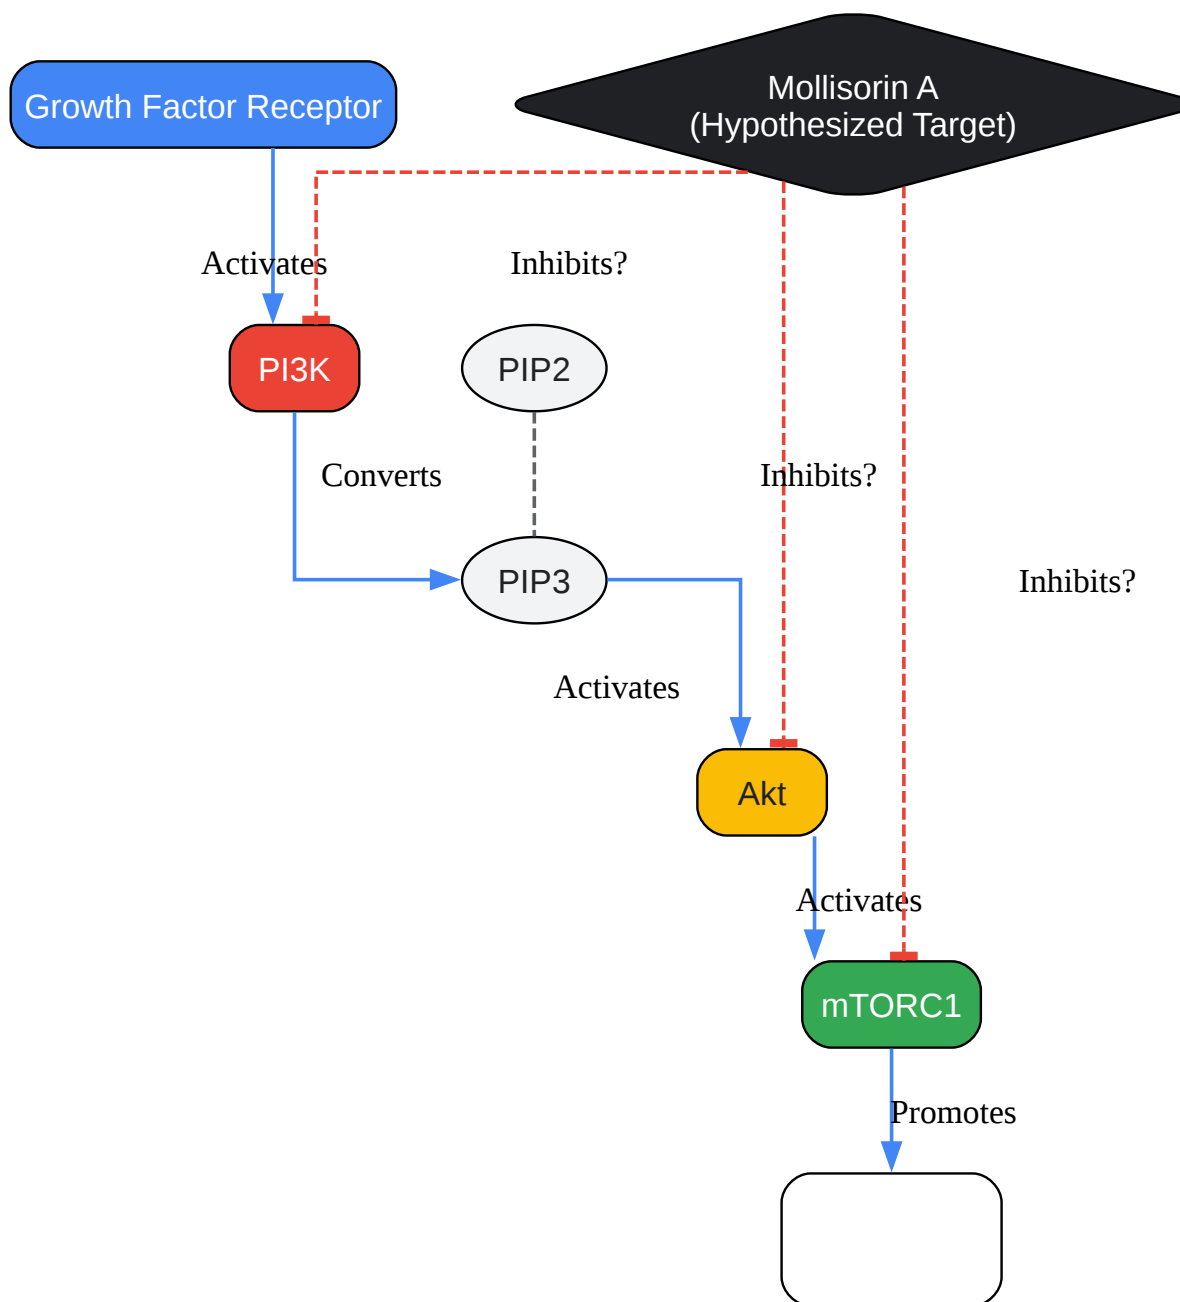 Growth Factor Receptor
Mollisorin A
(Hypothesized Target)
Activates
Inhibits?
PI3K
PIP2
Converts
Inhibits?
PIP3
Inhibits?
Activates
Akt
Activates
mTORC1
Promotes